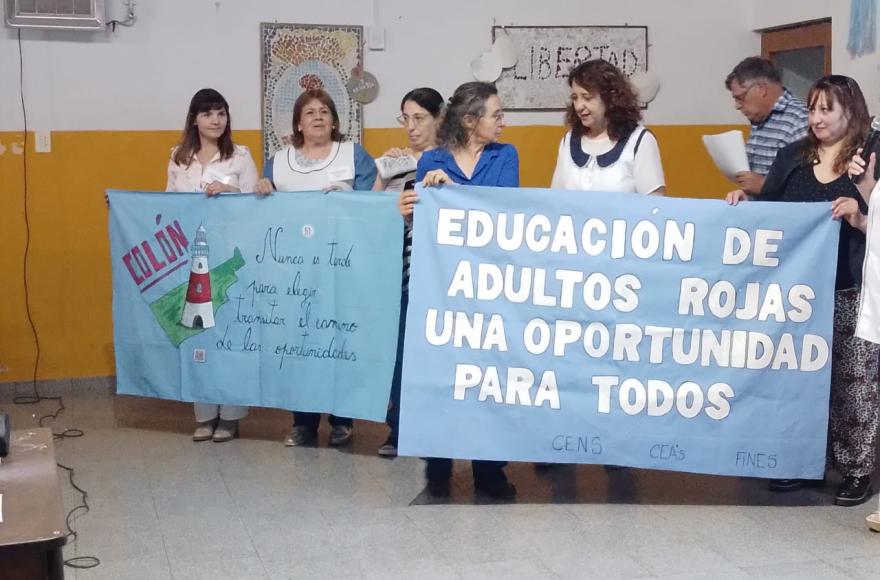 LIBERTAD
COLÓN
Nunca es tarde
para elegir
transitar el camino
de las oportunidades
EDUCACIÓN DE
ADULTOS ROJAS
UNA OPORTUNIDAD
PARA TODOS
CENS CEA's FiNES